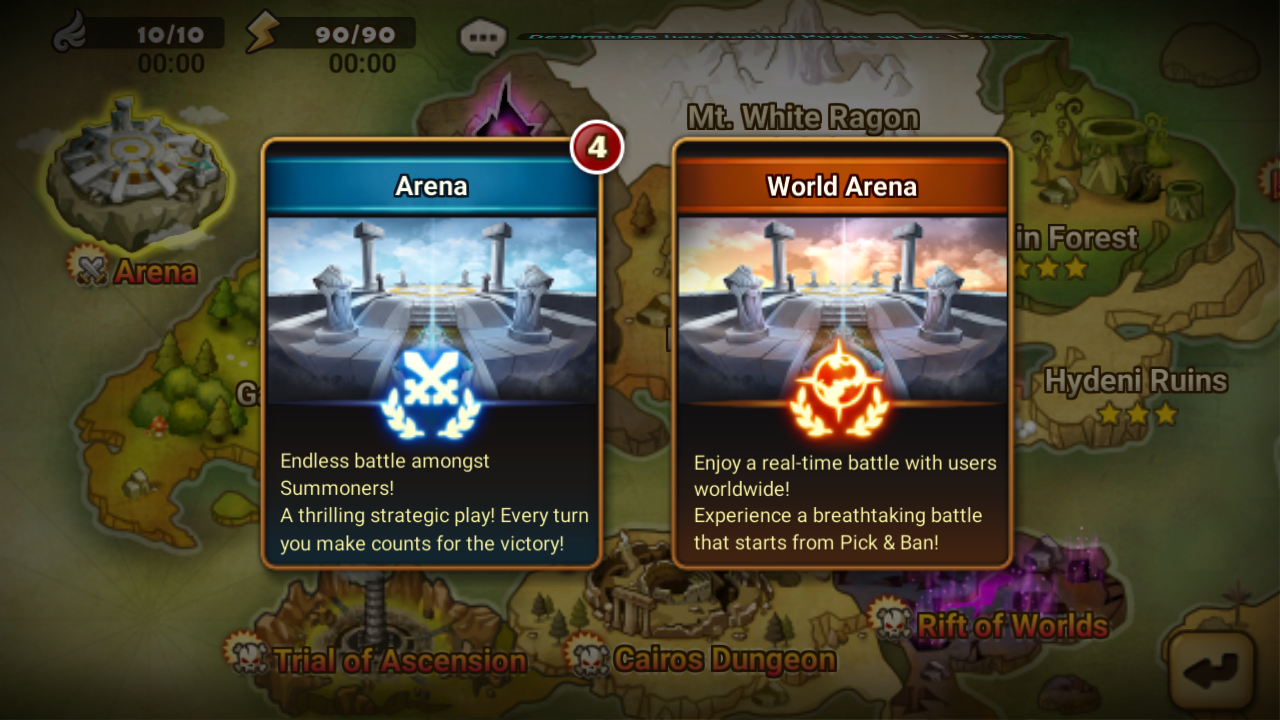 10/10
90/90
00:00
00:00
Mt. White Ragon
4
Arena
World Arena
in Forest
Arena
Hydeni Ruins
Endless battle amongst
Summoners!
A thrilling strategic play! Every turn
you make counts for the victory!
Enjoy a real-time battle with users
worldwide!
Experience a breathtaking battle
that starts from Pick & Ban!
Rift of Worlds
Trial of Ascension
Cairos Dungeon